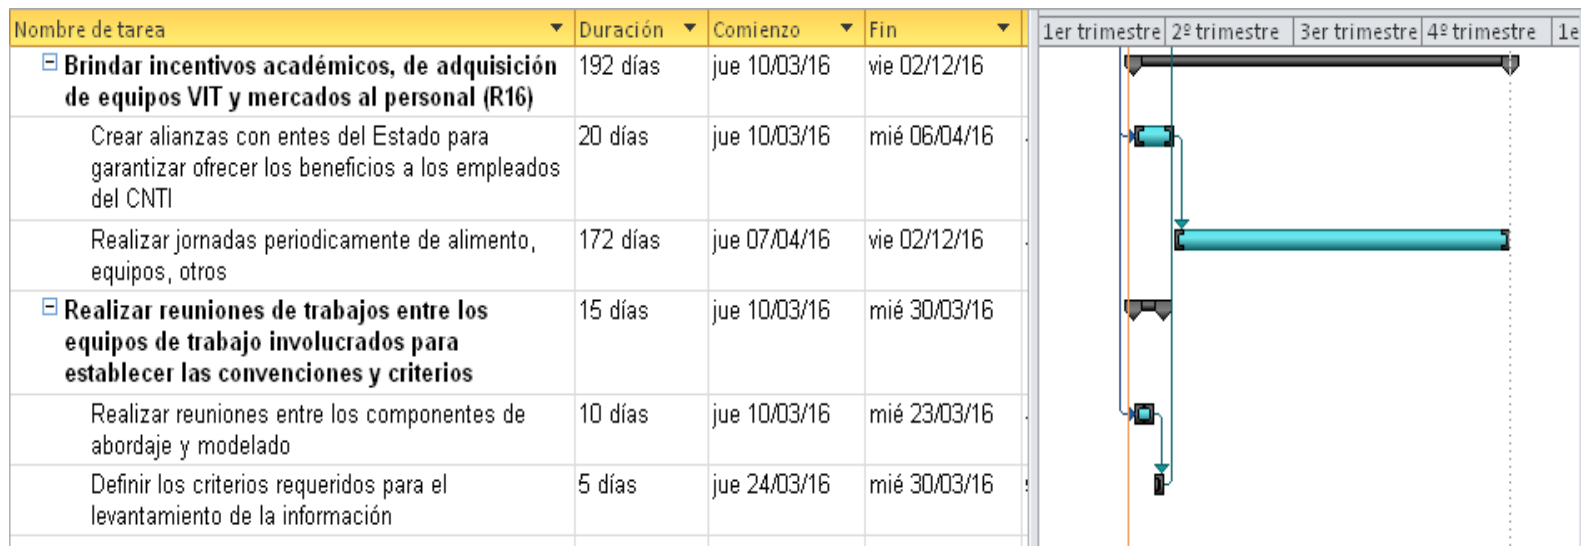 Nombre de tarea Duración Comienzo Fin 1er trimestre 2º trimestre 3er trimestre 4º trimestre 1e
Brindar incentivos académicos, de adquisición 192 días jue 10/03/16 vie 02/12/16
de equipos VIT y mercados al personal (R16)
Crear alianzas con entes del Estado para 20 días jue 10/03/16 mié 06/04/16
garantizar ofrecer los beneficios a los empleados
del CNTI
Realizar jornadas periodicamente de alimento, 172 días jue 07/04/16 vie 02/12/16
equipos, otros
Realizar reuniones de trabajos entre los 15 días jue 10/03/16 mié 30/03/16
equipos de trabajo involucrados para
establecer las convenciones y criterios
Realizar reuniones entre los componentes de 10 días jue 10/03/16 mié 23/03/16
abordaje y modelado
Definir los criterios requeridos para el 5 días jue 24/03/16 mié 30/03/16
levantamiento de la información